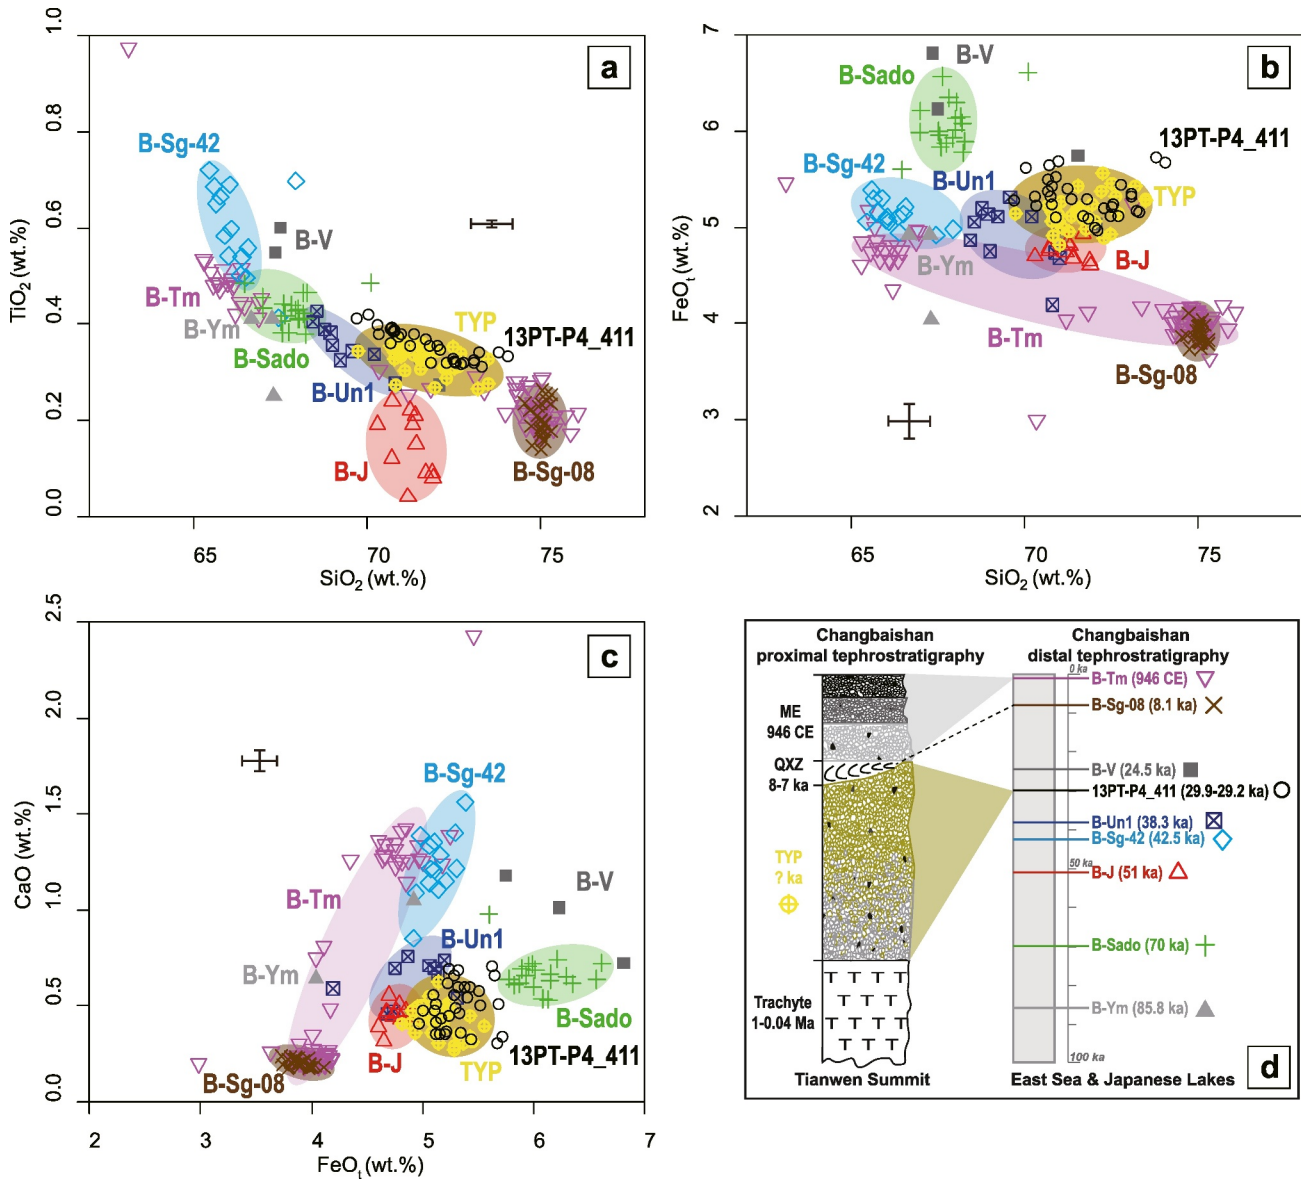 a
TiO2 (wt.%)
1.0
0.8
0.6
0.4
0.2
0.0
B-Sg-42
B-V
B-Tm
B-Ym
B-Sado
TYP
13PT-P4_411
B-Un1
B-J
B-Sg-08
65
70
75
SiO2 (wt.%)
b
FeOt (wt.%)
7
6
5
4
3
2
B-V
B-Sado
13PT-P4_411
B-Sg-42
B-Un1
TYP
B-Ym
B-J
B-Tm
B-Sg-08
65
70
75
SiO2 (wt.%)
c
CaO (wt.%)
2.5
2.0
1.5
1.0
0.5
0.0
B-Sg-42
B-V
B-Tm
B-Un1
B-Ym
B-Sado
B-J
13PT-P4_411
TYP
B-Sg-08
2
3
4
5
6
7
FeOt (wt.%)
Changbaishan
proximal tephrostratigraphy
Changbaishan
distal tephrostratigraphy
ME
946 CE
QXZ
8-7 ka
TYP
? ka
Trachyte
1-0.04 Ma
T T T T
T T T
T T T T
T T T
T T T T
Tianwen Summit
0 ka
B-Tm (946 CE)
B-Sg-08 (8.1 ka)
B-V (24.5 ka)
13PT-P4_411 (29.9-29.2 ka)
B-Un1 (38.3 ka)
B-Sg-42 (42.5 ka)
50 ka
B-J (51 ka)
B-Sado (70 ka)
B-Ym (85.8 ka)
100 ka
East Sea & Japanese Lakes
d